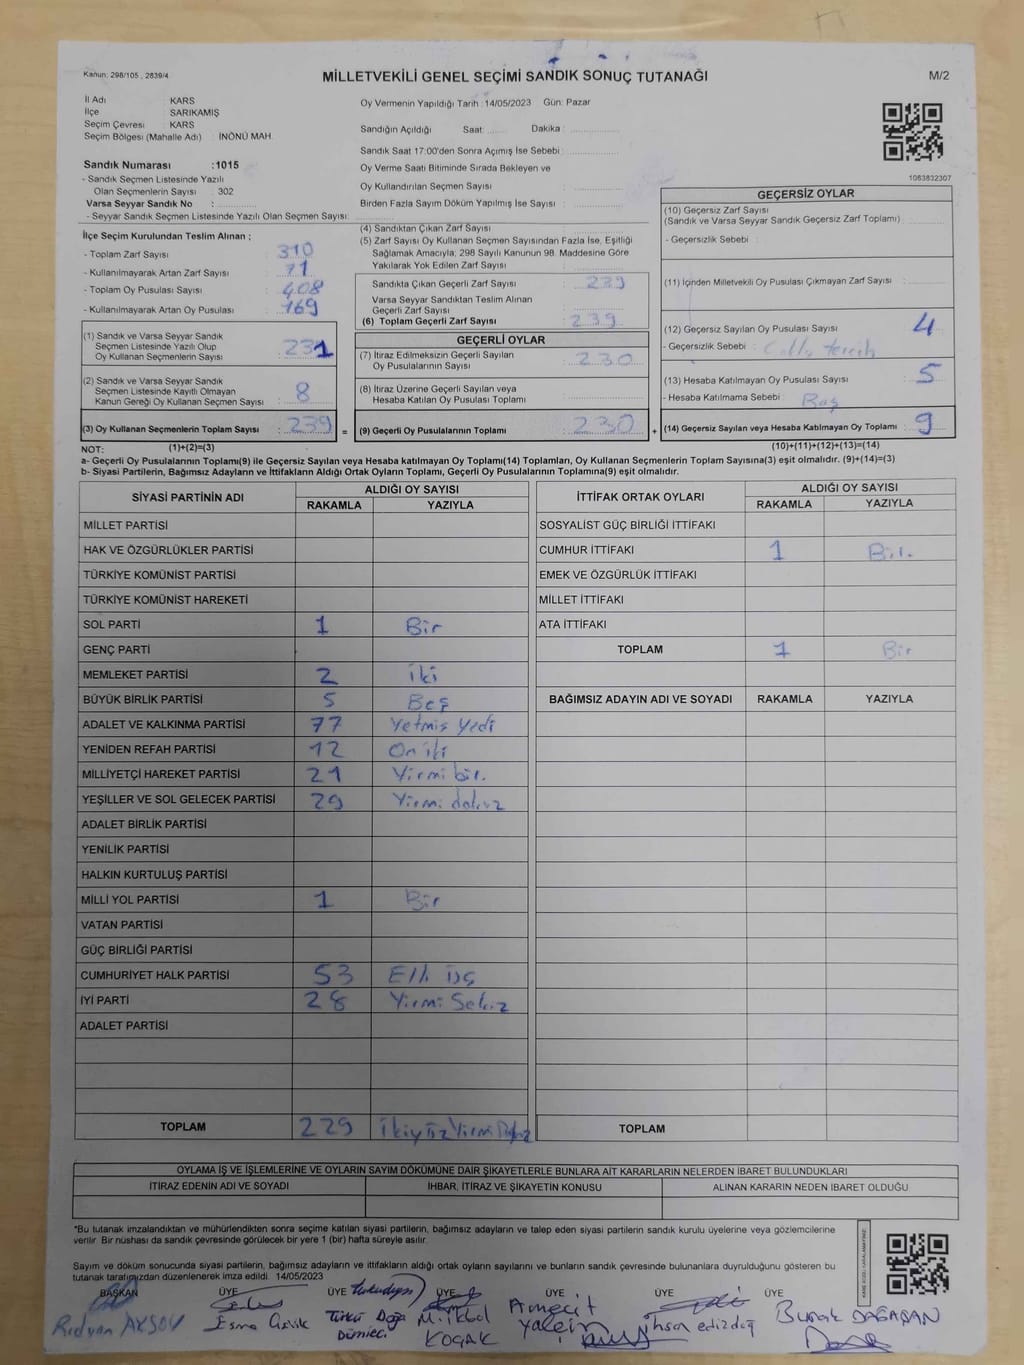 Kanun: 298/105 , 2839/4
MİLLETVEKİLİ GENEL SEÇİMİ SANDIK SONUÇ TUTANAĞI
M/2
İl Adı KARS
İlçe SARIKAMIŞ
Seçim Çevresi KARS
Seçim Bölgesi (Mahalle Adı) : İNÖNÜ MAH.
Sandık Numarası :1015
- Sandık Seçmen Listesinde Yazılı
Olan Seçmenlerin Sayısı : 302
Varsa Seyyar Sandık No :
- Seyyar Sandık Seçmen Listesinde Yazılı Olan Seçmen Sayısı:
Oy Vermenin Yapıldığı Tarih :14/05/2023 Gün: Pazar
Sandığın Açıldığı Saat: Dakika :
Sandık Saat 17:00'den Sonra Açımış İse Sebebi :
Oy Verme Saati Bitiminde Sırada Bekleyen ve
Oy Kullandırılan Seçmen Sayısı :
Birden Fazla Sayım Döküm Yapılmış İse Sayısı :
1083832307
İlçe Seçim Kurulundan Teslim Alınan ;
- Toplam Zarf Sayısı : 310
- Kullanılmayarak Artan Zarf Sayısı : 71
- Toplam Oy Pusulası Sayısı : 408
- Kullanılmayarak Artan Oy Pusulası : 169
(1) Sandık ve Varsa Seyyar Sandık
Seçmen Listesinde Yazılı Olup
Oy Kullanan Seçmenlerin Sayısı : 231
(2) Sandık ve Varsa Seyyar Sandık
Seçmen Listesinde Kayıtlı Olmayan
Kanun Gereği Oy Kullanan Seçmen Sayısı : 8
(3) Oy Kullanan Seçmenlerin Toplam Sayısı : 239 =
(4) Sandıktan Çıkan Zarf Sayısı :
(5) Zarf Sayısı Oy Kullanan Seçmen Sayısından Fazla İse, Eşitliği
Sağlamak Amacıyla; 298 Sayılı Kanunun 98. Maddesine Göre
Yakılarak Yok Edilen Zarf Sayısı :
Sandıkta Çıkan Geçerli Zarf Sayısı : 239
Varsa Seyyar Sandıktan Teslim Alınan
Geçerli Zarf Sayısı :
(6) Toplam Geçerli Zarf Sayısı : 239
GEÇERLİ OYLAR
(7) İtiraz Edilmeksizin Geçerli Sayılan
Oy Pusulalarının Sayısı : 230
(8) İtiraz Üzerine Geçerli Sayılan veya
Hesaba Katılan Oy Pusulası Toplamı :
(9) Geçerli Oy Pusulalarının Toplamı : 230 +
GEÇERSİZ OYLAR
(10) Geçersiz Zarf Sayısı
(Sandık ve Varsa Seyyar Sandık Geçersiz Zarf Toplamı) :
- Geçersizlik Sebebi :
(11) İçinden Milletvekili Oy Pusulası Çıkmayan Zarf Sayısı :
(12) Geçersiz Sayılan Oy Pusulası Sayısı : 4
- Geçersizlik Sebebi : tercih
(13) Hesaba Katılmayan Oy Pusulası Sayısı : 5
- Hesaba Katılmama Sebebi : Boş
(14) Geçersiz Sayılan veya Hesaba Katılmayan Oy Toplamı : 9
NOT: (1)+(2)=(3) (10)+(11)+(12)+(13)=(14)
a- Geçerli Oy Pusulalarının Toplamı(9) ile Geçersiz Sayılan veya Hesaba Katılmayan Oy Toplamı(14) Toplamları, Oy Kullanan Seçmenlerin Toplam Sayısına(3) eşit olmalıdır. (9)+(14)=(3)
b- Siyasi Partilerin, Bağımsız Adayların ve İttifakların Aldığı Ortak Oyların Toplamı, Geçerli Oy Pusulalarının Toplamına(9) eşit olmalıdır.
SİYASİ PARTİNİN ADI ALDIĞI OY SAYISI
RAKAMLA YAZIYLA
MİLLET PARTİSİ
HAK VE ÖZGÜRLÜKLER PARTİSİ
TÜRKİYE KOMÜNİST PARTİSİ
TÜRKİYE KOMÜNİST HAREKETİ
SOL PARTİ 1 Bir
GENÇ PARTİ
MEMLEKET PARTİSİ 2 İki
BÜYÜK BİRLİK PARTİSİ 5 Beş
ADALET VE KALKINMA PARTİSİ 77 Yetmiş Yedi
YENİDEN REFAH PARTİSİ 12 On iki
MİLLİYETÇİ HAREKET PARTİSİ 21 Yirmi bir.
YEŞİLLER VE SOL GELECEK PARTİSİ 29 Yirmi dokuz
ADALET BİRLİK PARTİSİ
YENİLİK PARTİSİ
HALKIN KURTULUŞ PARTİSİ
MİLLİ YOL PARTİSİ 1 Bir
VATAN PARTİSİ
GÜÇ BİRLİĞİ PARTİSİ
CUMHURİYET HALK PARTİSİ 53 Elli üç
İYİ PARTİ 28 Yirmi Sekiz
ADALET PARTİSİ
TOPLAM 229 İkiyüz Yirmi Dokuz
İTTİFAK ORTAK OYLARI ALDIĞI OY SAYISI
RAKAMLA YAZIYLA
SOSYALİST GÜÇ BİRLİĞİ İTTİFAKI
CUMHUR İTTİFAKI 1 Bir.
EMEK VE ÖZGÜRLÜK İTTİFAKI
MİLLET İTTİFAKI
ATA İTTİFAKI
TOPLAM 1 Bir
BAĞIMSIZ ADAYIN ADI VE SOYADI RAKAMLA YAZIYLA
TOPLAM
OYLAMA İŞ VE İŞLEMLERİNE VE OYLARIN SAYIM DÖKÜMÜNE DAİR ŞİKAYETLERLE BUNLARA AİT KARARLARIN NELERDEN İBARET BULUNDUKLARI
İTİRAZ EDENİN ADI VE SOYADI İHBAR, İTİRAZ VE ŞİKAYETİN KONUSU ALINAN KARARIN NEDEN İBARET OLDUĞU
*Bu tutanak imzalandıktan ve mühürlendikten sonra seçime katılan siyasi partilerin, bağımsız adayların ve talep eden siyasi partilerin sandık kurulu üyelerine veya gözlemcilerine
verilir. Bir nüshası da sandık çevresinde görülecek bir yere 1 (bir) hafta süreyle asılır.
Sayım ve döküm sonucunda siyasi partilerin, bağımsız adayların ve ittifakların aldığı ortak oyların sayılarını ve bunların sandık çevresinde bulunanlara duyrulduğunu gösteren bu
tutanak tarafımızdan düzenlenerek imza edildi. 14/05/2023
BAŞKAN ÜYE ÜYE ÜYE ÜYE ÜYE ÜYE
Rıdvan AKSOY
Esma
Türkü Doğa
KOÇAK
Yalçın
ihsan
Burak DAĞAŞAN